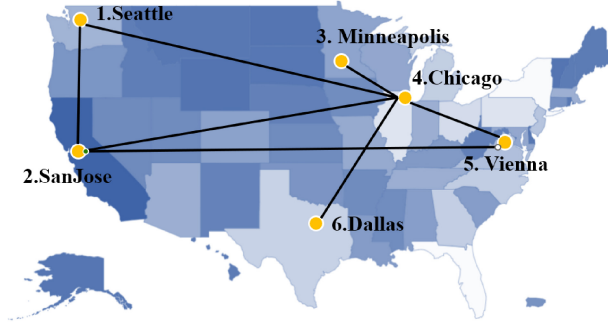 1.Seattle
3. Minneapolis
4.Chicago
5. Vienna
2.SanJose
6.Dallas